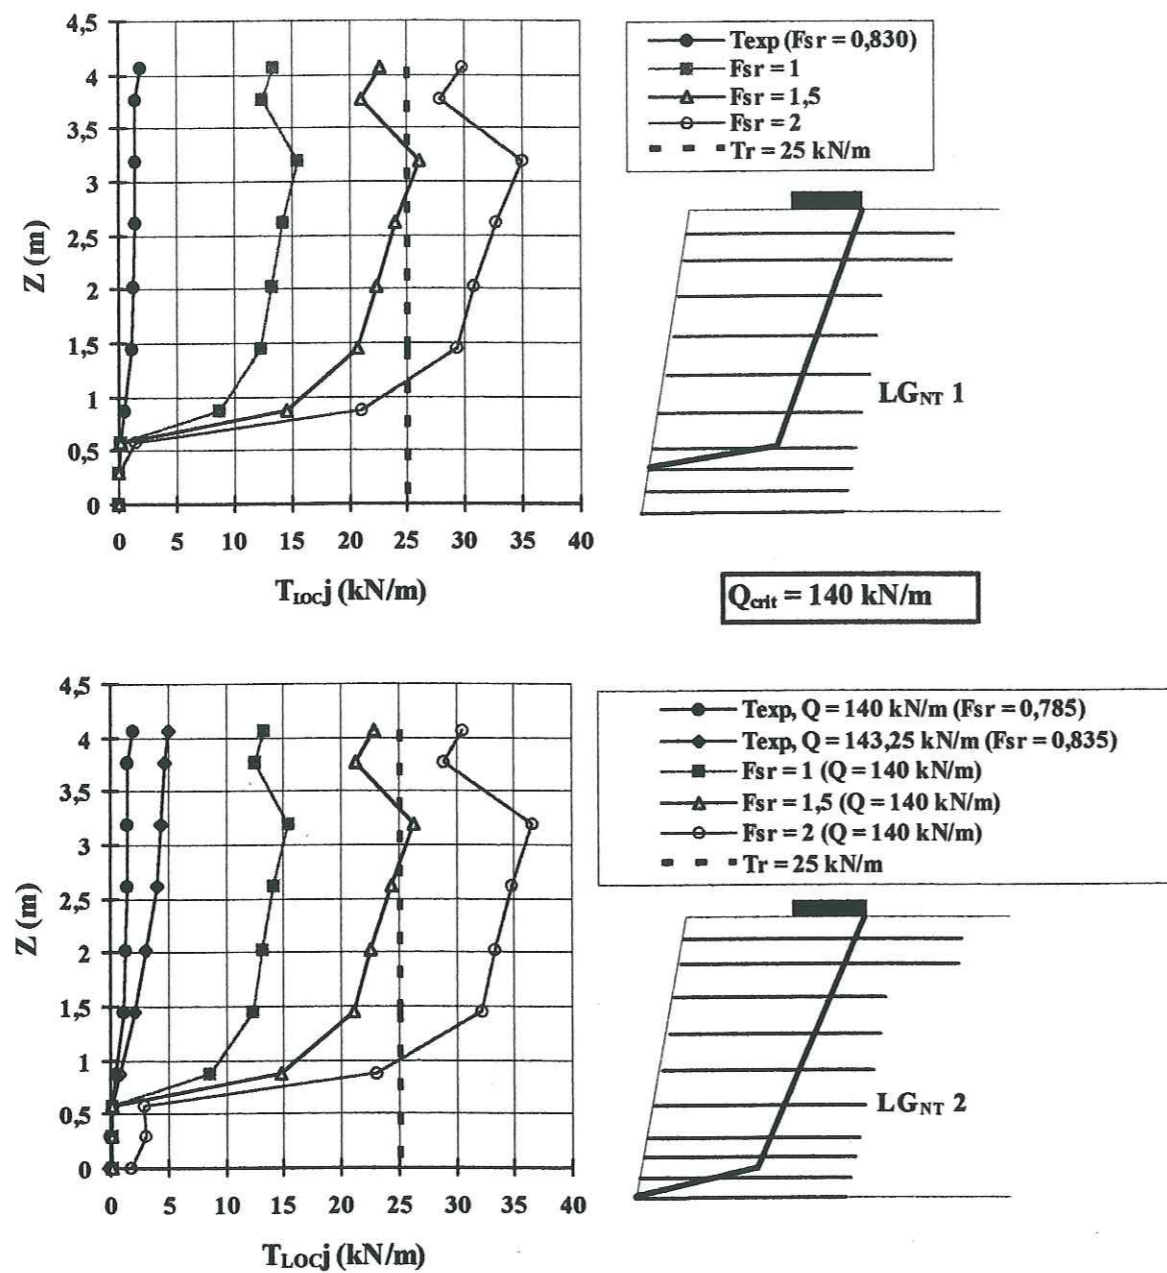 4,5
4
3,5
3
2,5
2
1,5
1
0,5
0
Z (m)
0 5 10 15 20 25 30 35 40
T_LOCj (kN/m)
Texp (Fsr = 0,830)
Fsr = 1
Fsr = 1,5
Fsr = 2
Tr = 25 kN/m
LG_NT 1
Q_crit = 140 kN/m
4,5
4
3,5
3
2,5
2
1,5
1
0,5
0
Z (m)
0 5 10 15 20 25 30 35 40
T_LOCj (kN/m)
Texp, Q = 140 kN/m (Fsr = 0,785)
Texp, Q = 143,25 kN/m (Fsr = 0,835)
Fsr = 1 (Q = 140 kN/m)
Fsr = 1,5 (Q = 140 kN/m)
Fsr = 2 (Q = 140 kN/m)
Tr = 25 kN/m
LG_NT 2